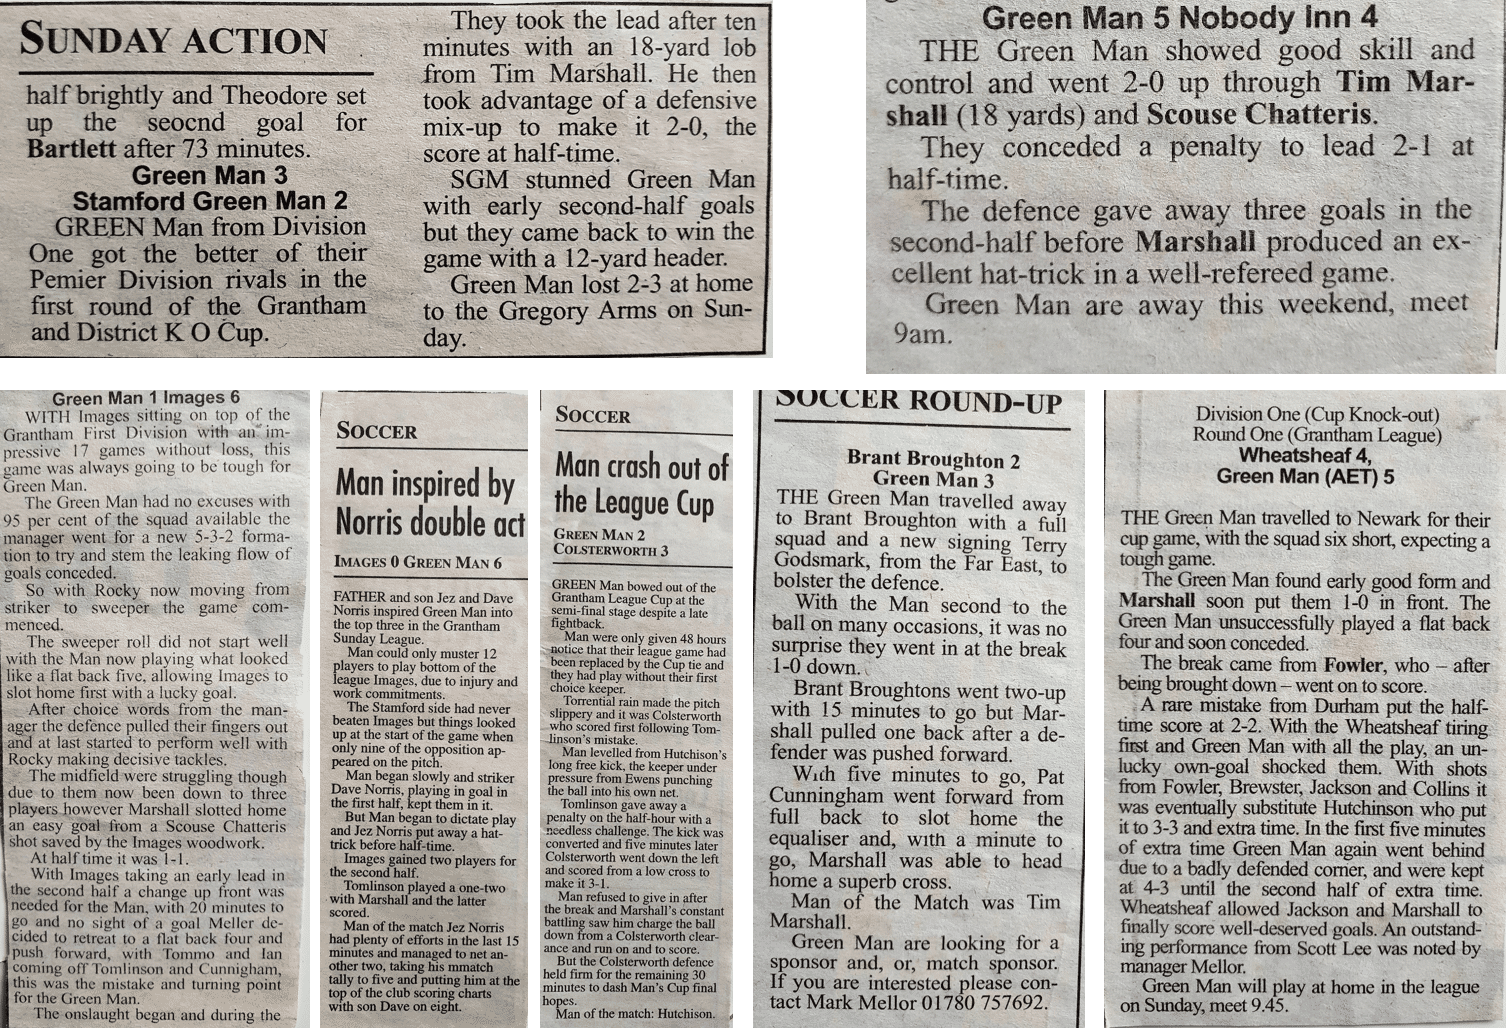 SUNDAY ACTION
half brightly and Theodore set
up the seocnd goal for
Bartlett after 73 minutes.
Green Man 3
Stamford Green Man 2
GREEN Man from Division
One got the better of their
Pemier Division rivals in the
first round of the Grantham
and District K O Cup.
They took the lead after ten
minutes with an 18-yard lob
from Tim Marshall. He then
took advantage of a defensive
mix-up to make it 2-0, the
score at half-time.
SGM stunned Green Man
with early second-half goals
but they came back to win the
game with a 12-yard header.
Green Man lost 2-3 at home
to the Gregory Arms on Sun-
day.
Green Man 5 Nobody Inn 4
THE Green Man showed good skill and
control and went 2-0 up through Tim Mar-
shall (18 yards) and Scouse Chatteris.
They conceded a penalty to lead 2-1 at
half-time.
The defence gave away three goals in the
second-half before Marshall produced an ex-
cellent hat-trick in a well-refereed game.
Green Man are away this weekend, meet
9am.
Green Man 1 Images 6
WITH Images sitting on top of the
Grantham First Division with an im-
pressive 17 games without loss, this
game was always going to be tough for
Green Man.
The Green Man had no excuses with
95 per cent of the squad available the
manager went for a new 5-3-2 forma-
tion to try and stem the leaking flow of
goals conceded.
So with Rocky now moving from
striker to sweeper the game com-
menced.
The sweeper roll did not start well
with the Man now playing what looked
like a flat back five, allowing Images to
slot home first with a lucky goal.
After choice words from the man-
ager the defence pulled their fingers out
and at last started to perform well with
Rocky making decisive tackles.
The midfield were struggling though
due to them now been down to three
players however Marshall slotted home
an easy goal from a Scouse Chatteris
shot saved by the Images woodwork.
At half time it was 1-1.
With Images taking an early lead in
the second half a change up front was
needed for the Man, with 20 minutes to
go and no sight of a goal Meller de-
cided to retreat to a flat back four and
push forward, with Tommo and Ian
coming off Tomlinson and Cunnigham,
this was the mistake and turning point
for the Green Man.
The onslaught began and during the
SOCCER
Man inspired by
Norris double act
IMAGES 0 GREEN MAN 6
FATHER and son Jez and Dave
Norris inspired Green Man into
the top three in the Grantham
Sunday League.
Man could only muster 12
players to play bottom of the
league Images, due to injury and
work commitments.
The Stamford side had never
beaten Images but things looked
up at the start of the game when
only nine of the opposition ap-
peared on the pitch.
Man began slowly and striker
Dave Norris, playing in goal in
the first half, kept them in it.
But Man began to dictate play
and Jez Norris put away a hat-
trick before half-time.
Images gained two players for
the second half.
Tomlinson played a one-two
with Marshall and the latter
scored.
Man of the match Jez Norris
had plenty of efforts in the last 15
minutes and managed to net an-
other two, taking his mmatch
tally to five and putting him at the
top of the club scoring charts
with son Dave on eight.
SOCCER
Man crash out of
the League Cup
GREEN MAN 2
COLSTERWORTH 3
GREEN Man bowed out of the
Grantham League Cup at the
semi-final stage despite a late
fightback.
Man were only given 48 hours
notice that their league game had
been replaced by the Cup tie and
they had play without their first
choice keeper.
Torrential rain made the pitch
slippery and it was Colsterworth
who scored first following Tom-
linson's mistake.
Man levelled from Hutchison's
long free kick, the keeper under
pressure from Ewens punching
the ball into his own net.
Tomlinson gave away a
penalty on the half-hour with a
needless challenge. The kick was
converted and five minutes later
Colsterworth went down the left
and scored from a low cross to
make it 3-1.
Man refused to give in after
the break and Marshall's constant
battling saw him charge the ball
down from a Colsterworth clear-
ance and run on and to score.
But the Colsterworth defence
held firm for the remaining 30
minutes to dash Man's Cup final
hopes.
Man of the match: Hutchison.
SOCCER ROUND-UP
Brant Broughton 2
Green Man 3
THE Green Man travelled away
to Brant Broughton with a full
squad and a new signing Terry
Godsmark, from the Far East, to
bolster the defence.
With the Man second to the
ball on many occasions, it was no
surprise they went in at the break
1-0 down.
Brant Broughtons went two-up
with 15 minutes to go but Mar-
shall pulled one back after a de-
fender was pushed forward.
With five minutes to go, Pat
Cunningham went forward from
full back to slot home the
equaliser and, with a minute to
go, Marshall was able to head
home a superb cross.
Man of the Match was Tim
Marshall.
Green Man are looking for a
sponsor and, or, match sponsor.
If you are interested please con-
tact Mark Mellor 01780 757692.
Division One (Cup Knock-out)
Round One (Grantham League)
Wheatsheaf 4,
Green Man (AET) 5
THE Green Man travelled to Newark for their
cup game, with the squad six short, expecting a
tough game.
The Green Man found early good form and
Marshall soon put them 1-0 in front. The
Green Man unsuccessfully played a flat back
four and soon conceded.
The break came from Fowler, who – after
being brought down – went on to score.
A rare mistake from Durham put the half-
time score at 2-2. With the Wheatsheaf tiring
first and Green Man with all the play, an un-
lucky own-goal shocked them. With shots
from Fowler, Brewster, Jackson and Collins it
was eventually substitute Hutchinson who put
it to 3-3 and extra time. In the first five minutes
of extra time Green Man again went behind
due to a badly defended corner, and were kept
at 4-3 until the second half of extra time.
Wheatsheaf allowed Jackson and Marshall to
finally score well-deserved goals. An outstand-
ing performance from Scott Lee was noted by
manager Mellor.
Green Man will play at home in the league
on Sunday, meet 9.45.